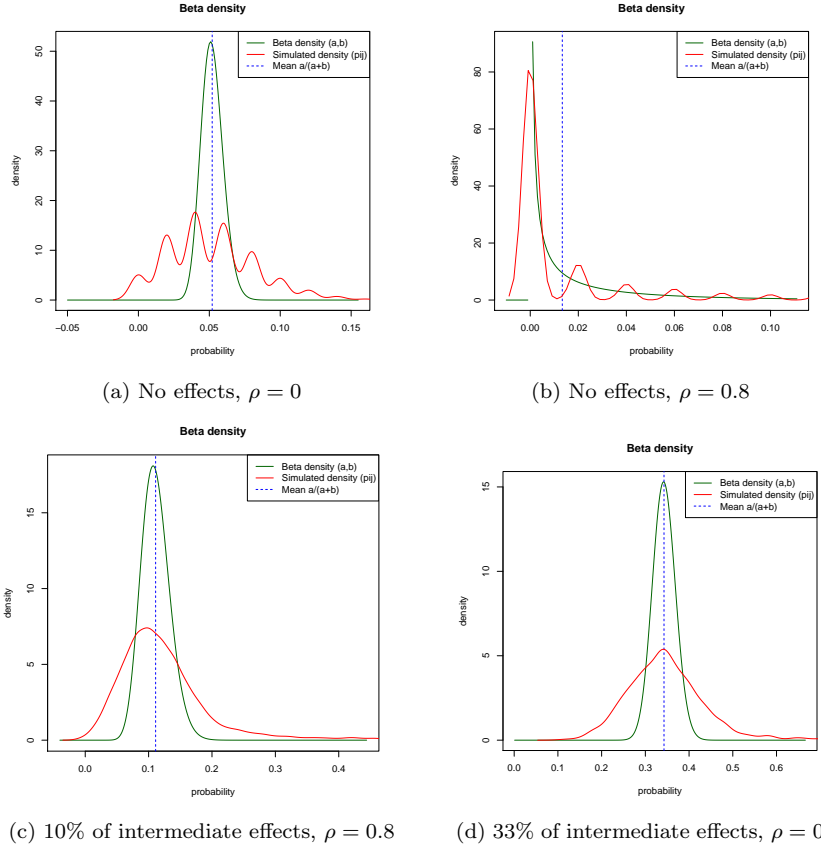 Beta density
Beta density (a,b)
Simulated density (pij)
Mean a/(a+b)
density
0 10 20 30 40 50
−0.05 0.00 0.05 0.10 0.15
probability
(a) No effects, ρ = 0
Beta density
Beta density (a,b)
Simulated density (pij)
Mean a/(a+b)
density
0 20 40 60 80
0.00 0.02 0.04 0.06 0.08 0.10
probability
(b) No effects, ρ = 0.8
Beta density
Beta density (a,b)
Simulated density (pij)
Mean a/(a+b)
density
0 5 10 15
0.0 0.1 0.2 0.3 0.4
probability
(c) 10% of intermediate effects, ρ = 0.8
Beta density
Beta density (a,b)
Simulated density (pij)
Mean a/(a+b)
density
0 5 10 15
0.0 0.1 0.2 0.3 0.4 0.5 0.6
probability
(d) 33% of intermediate effects, ρ = 0